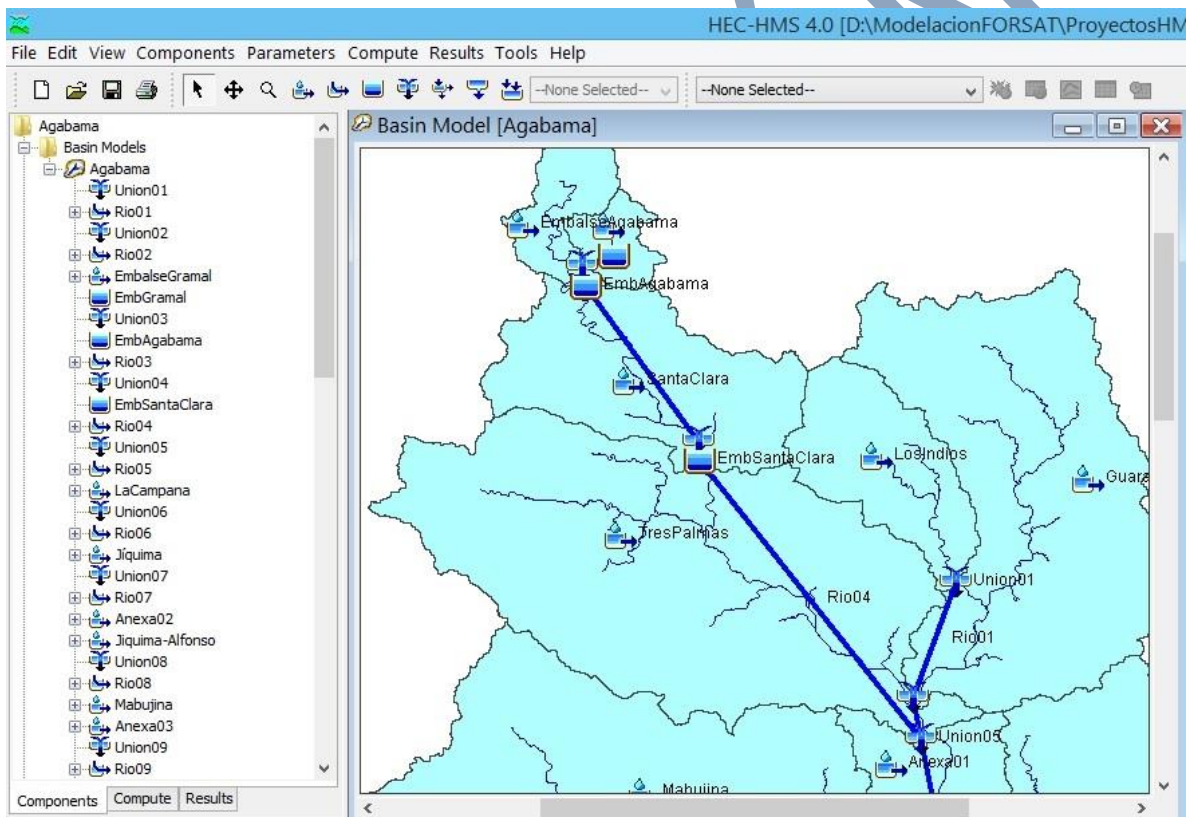 HEC-HMS 4.0 [D:\ModelacionFORSAT\ProyectosHM
File Edit View Components Parameters Compute Results Tools Help
--None Selected-- --None Selected--
Agabama
Basin Models
Agabama
Union01
Rio01
Union02
Rio02
EmbalseGramal
EmbGramal
Union03
EmbAgabama
Rio03
Union04
EmbSantaClara
Rio04
Union05
Rio05
LaCampana
Union06
Rio06
Jíquima
Union07
Rio07
Anexa02
Jiquima-Alfonso
Union08
Rio08
Mabujina
Anexa03
Union09
Rio09
Components Compute Results
Basin Model [Agabama]
EmbalseAgabama
EmbAgabama
SantaClara
EmbSantaClara
LosIndios
Guara
TresPalmas
Union01
Rio04
Rio01
Union05
Anexa01
Mabujina